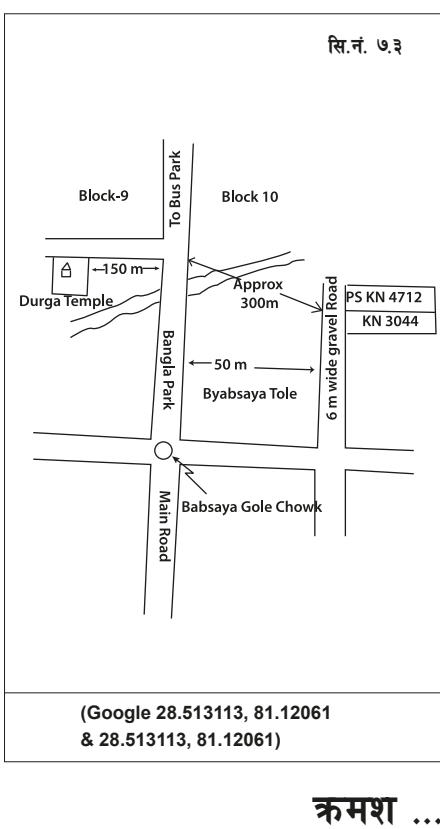 सि.नं. ७.३
To Bus Park
Block-9
Block 10
150 m
Durga Temple
Approx
300m
6 m wide gravel Road
PS KN 4712
KN 3044
Bangla Park
50 m
Byabsaya Tole
Babsaya Gole Chowk
Main Road
(Google 28.513113, 81.12061
& 28.513113, 81.12061)
क्रमश ...